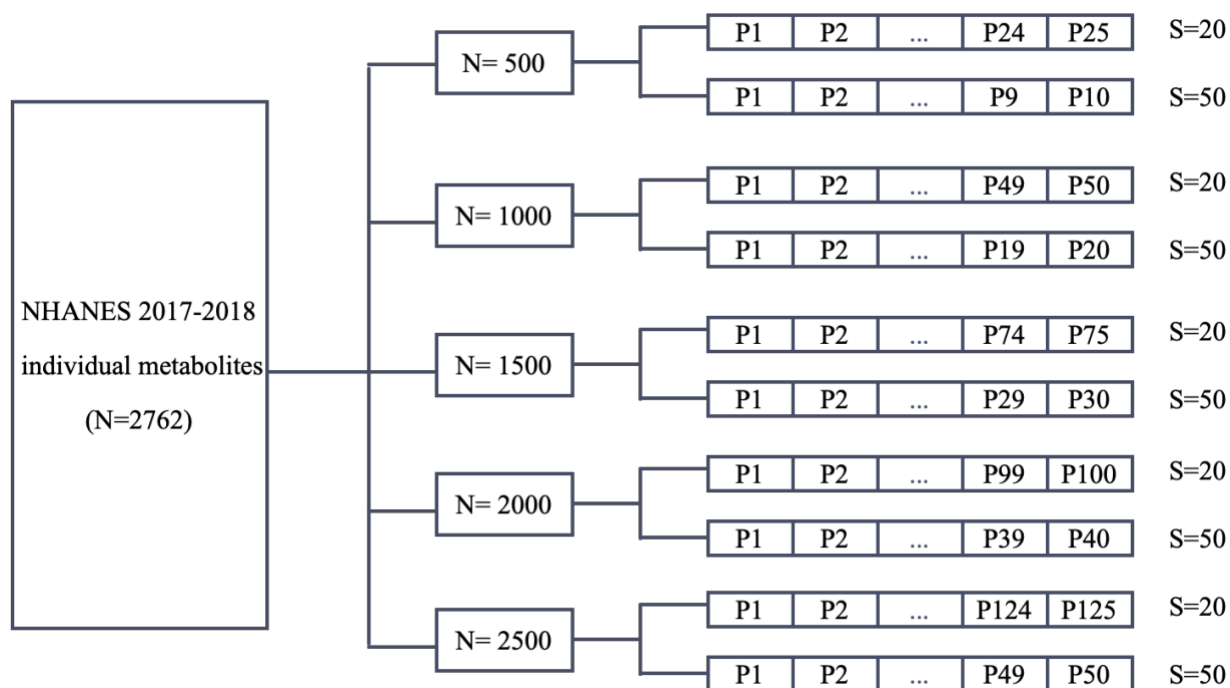 P1 P2 ... P24 P25 S=20
N= 500
P1 P2 ... P9 P10 S=50
P1 P2 ... P49 P50 S=20
N= 1000
P1 P2 ... P19 P20 S=50
NHANES 2017-2018
individual metabolites
(N=2762)
P1 P2 ... P74 P75 S=20
N= 1500
P1 P2 ... P29 P30 S=50
P1 P2 ... P99 P100 S=20
N= 2000
P1 P2 ... P39 P40 S=50
P1 P2 ... P124 P125 S=20
N= 2500
P1 P2 ... P49 P50 S=50